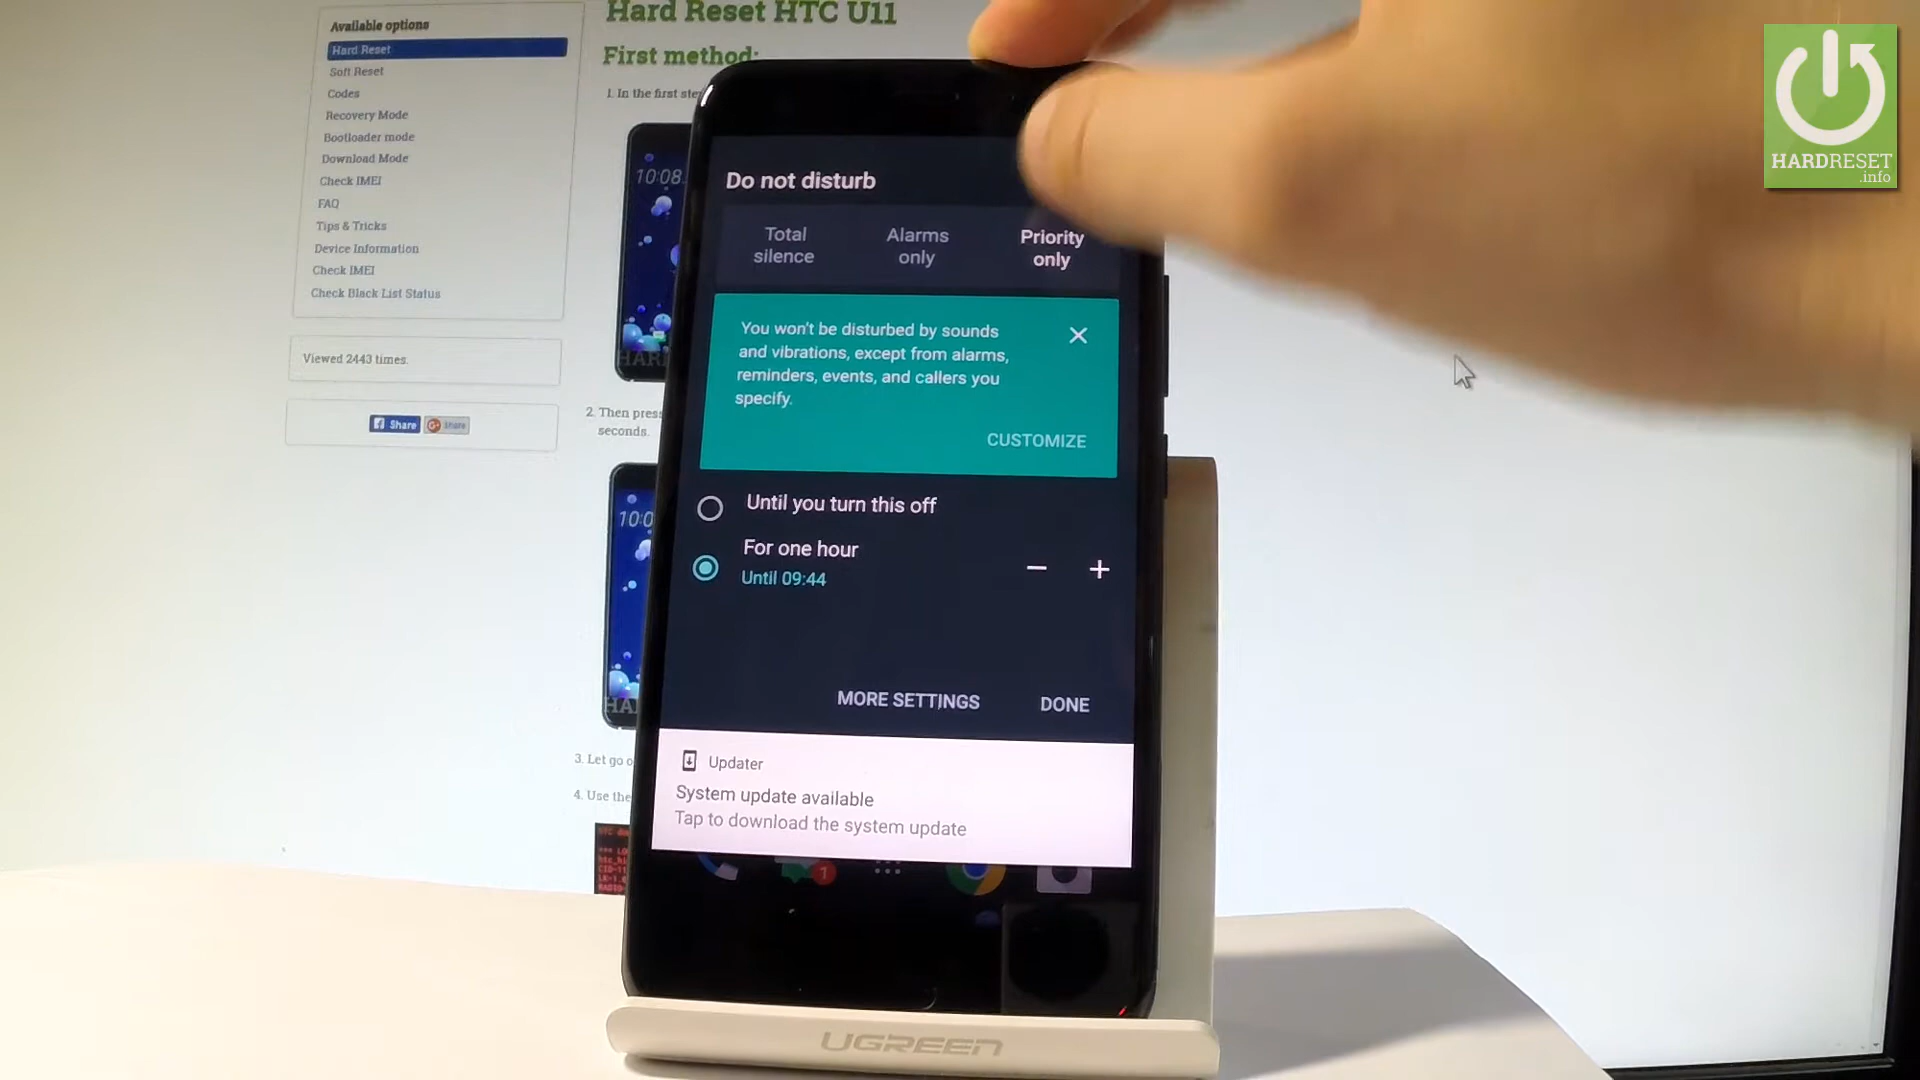 Hard Reset HTC U11
Available options
Hard Reset
Soft Reset
Codes
Recovery Mode
Bootloader mode
Download Mode
Check IMEI
FAQ
Tips & Tricks
Device Information
Check IMEI
Check Black List Status
Viewed 2443 times.
Share
Share
First method:
1. In the first
10:08
2. Then press
seconds.
3. Let go
4. Use the
Do not disturb
Total
silence
Alarms
only
Priority
only
You won't be disturbed by sounds
and vibrations, except from alarms,
reminders, events, and callers you
specify.
CUSTOMIZE
Until you turn this off
For one hour
Until 09:44
MORE SETTINGS
DONE
Updater
System update available
Tap to download the system update
1
UGREEN
HARDRESET
.info